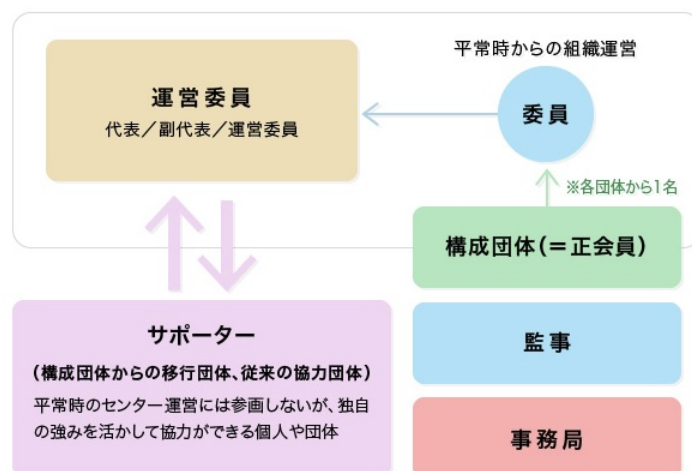 平常時からの組織運営
運営委員
代表／副代表／運営委員
委員
※各団体から1名
構成団体(＝正会員)
サポーター
(構成団体からの移行団体、従来の協力団体)
平常時のセンター運営には参画しないが、独自
の強みを活かして協力ができる個人や団体
監事
事務局